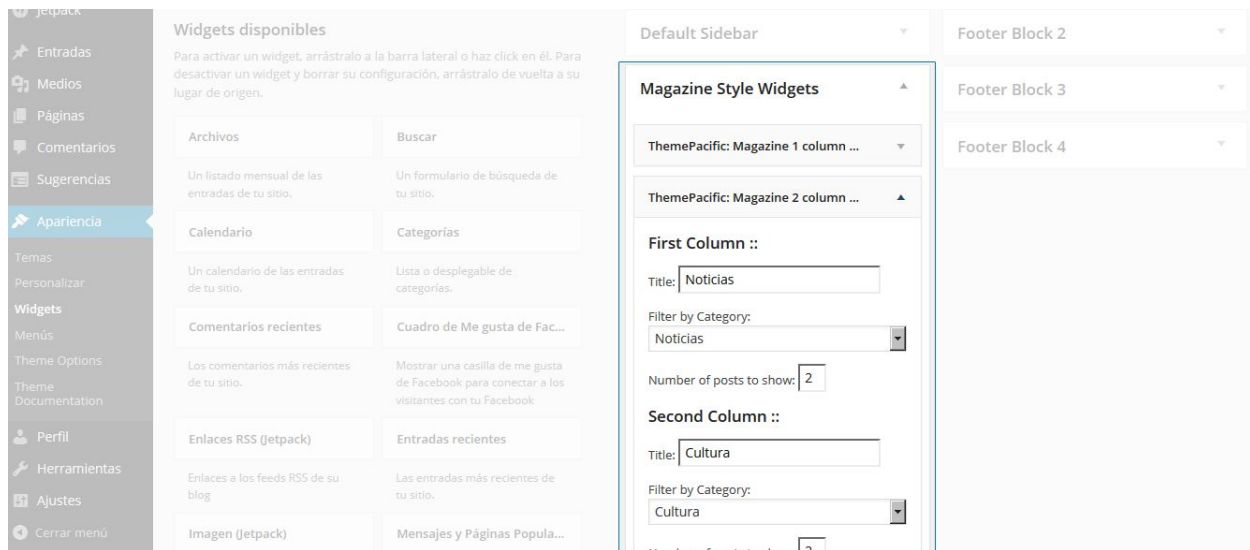 Jetpack
Entradas
Medios
Páginas
Comentarios
Sugerencias
Apariencia
Temas
Personalizar
Widgets
Menús
Theme Options
Theme
Documentation
Perfil
Herramientas
Ajustes
Cerrar menú
Widgets disponibles
Para activar un widget, arrástralo a la barra lateral o haz click en él. Para
desactivar un widget y borrar su configuración, arrástralo de vuelta a su
lugar de origen.
Archivos
Un listado mensual de las
entradas de tu sitio.
Buscar
Un formulario de búsqueda de
tu sitio.
Calendario
Un calendario de las entradas
de tu sitio.
Categorías
Lista o desplegable de
categorías.
Comentarios recientes
Los comentarios más recientes
de tu sitio.
Cuadro de Me gusta de Fac...
Mostrar una casilla de me gusta
de Facebook para conectar a los
visitantes con tu Facebook
Enlaces RSS (Jetpack)
Enlaces a los feeds RSS de su
blog
Entradas recientes
Las entradas más recientes de
tu sitio.
Imagen (Jetpack)
Mensajes y Páginas Popula...
Default Sidebar
Magazine Style Widgets
ThemePacific: Magazine 1 column ...
ThemePacific: Magazine 2 column ...
First Column ::
Title: Noticias
Filter by Category:
Noticias
Number of posts to show: 2
Second Column ::
Title: Cultura
Filter by Category:
Cultura
Number of posts to show: 2
Footer Block 2
Footer Block 3
Footer Block 4